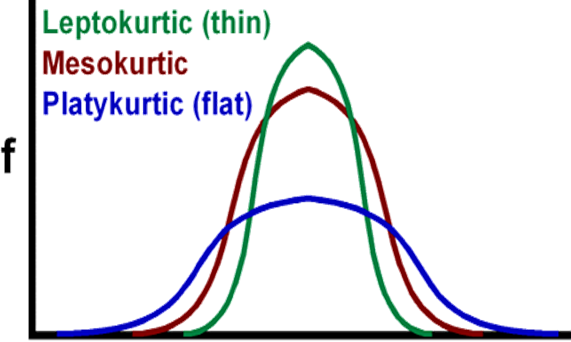 Leptokurtic (thin)
Mesokurtic
Platykurtic (flat)
f